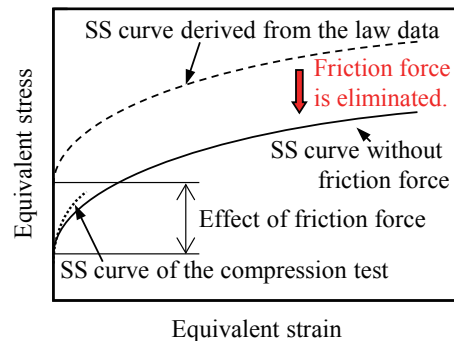 SS curve derived from the law data
Friction force
is eliminated.
SS curve without
friction force
Effect of friction force
SS curve of the compression test
Equivalent stress
Equivalent strain